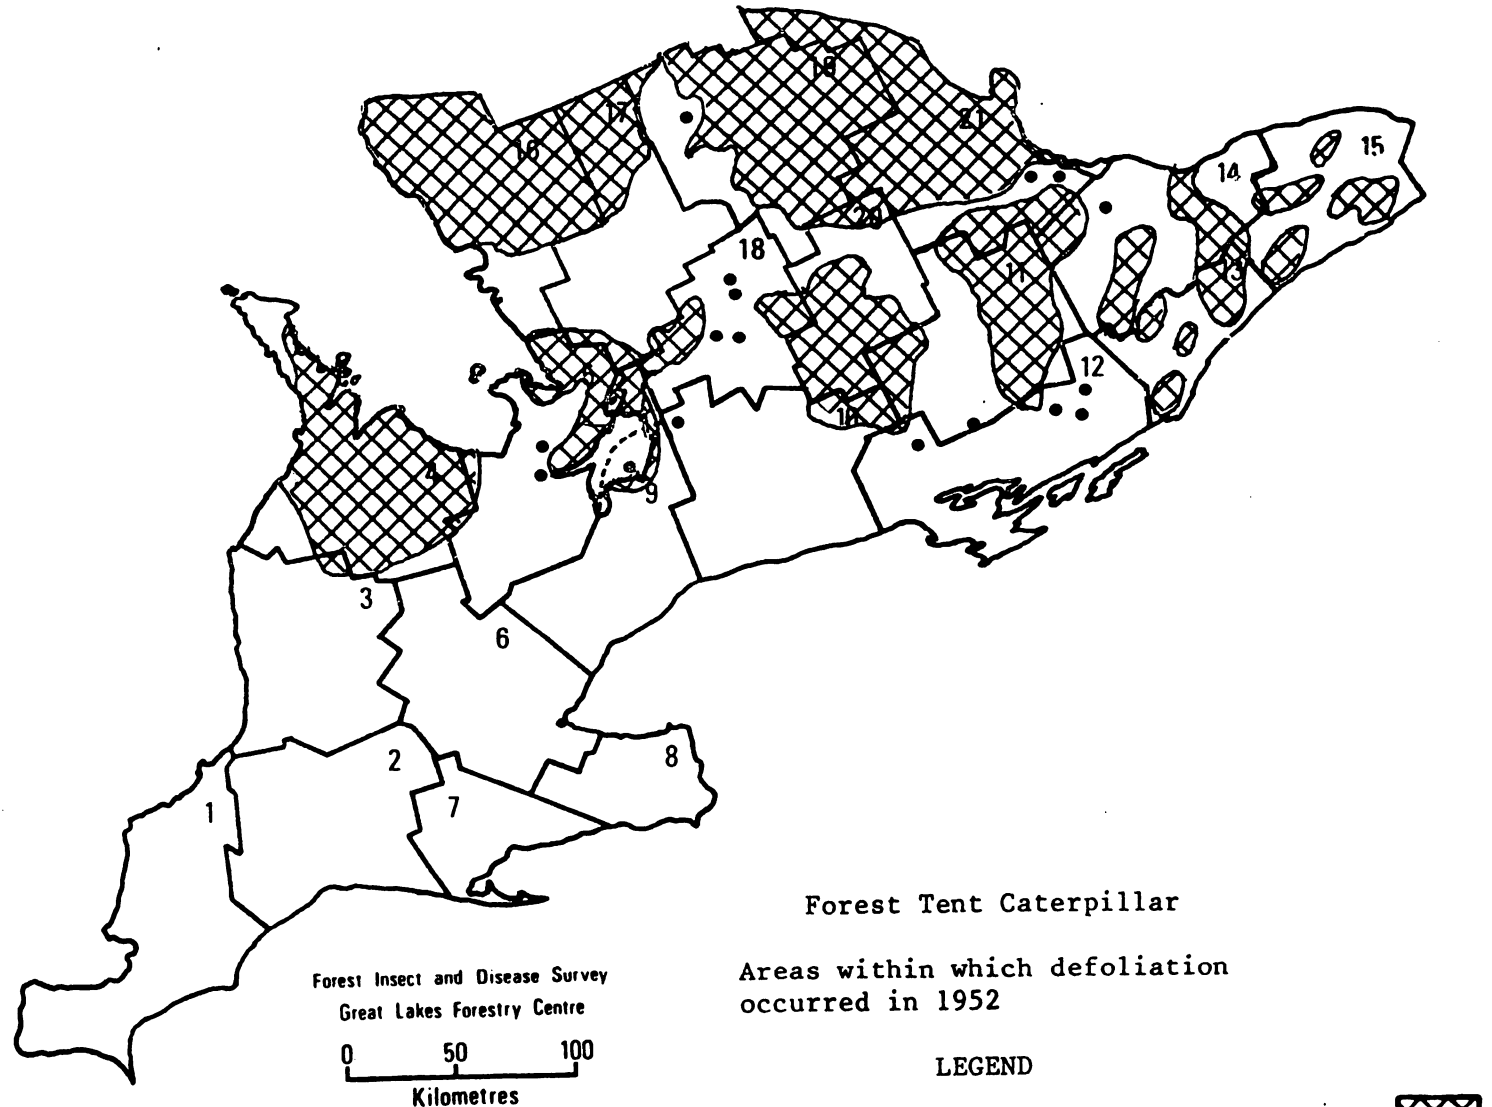 19
17
21
16
15
14
20
18
11
13
12
10
4
9
3
6
2
8
1
7
Forest Tent Caterpillar
Areas within which defoliation
occurred in 1952
Forest Insect and Disease Survey
Great Lakes Forestry Centre
0 50 100
Kilometres
LEGEND